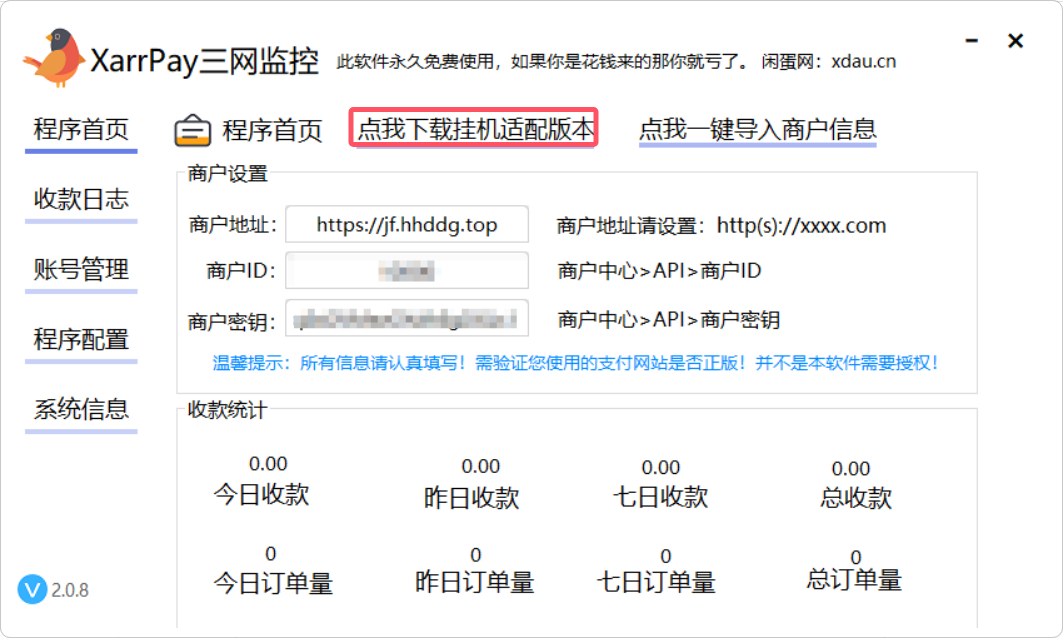 XarrPay三网监控 此软件永久免费使用，如果你是花钱来的那你就亏了。 闲蛋网：xdau.cn
程序首页 程序首页 点我下载挂机适配版本 点我一键导入商户信息
收款日志
账号管理
程序配置
系统信息
商户设置
商户地址： https://jf.hhddg.top 商户地址请设置：http(s)://xxxx.com
商户ID： 商户中心>API>商户ID
商户密钥： 商户中心>API>商户密钥
温馨提示：所有信息请认真填写！需验证您使用的支付网站是否正版！并不是本软件需要授权！
收款统计
0.00 0.00 0.00 0.00
今日收款 昨日收款 七日收款 总收款
0 0 0 0
今日订单量 昨日订单量 七日订单量 总订单量
V 2.0.8